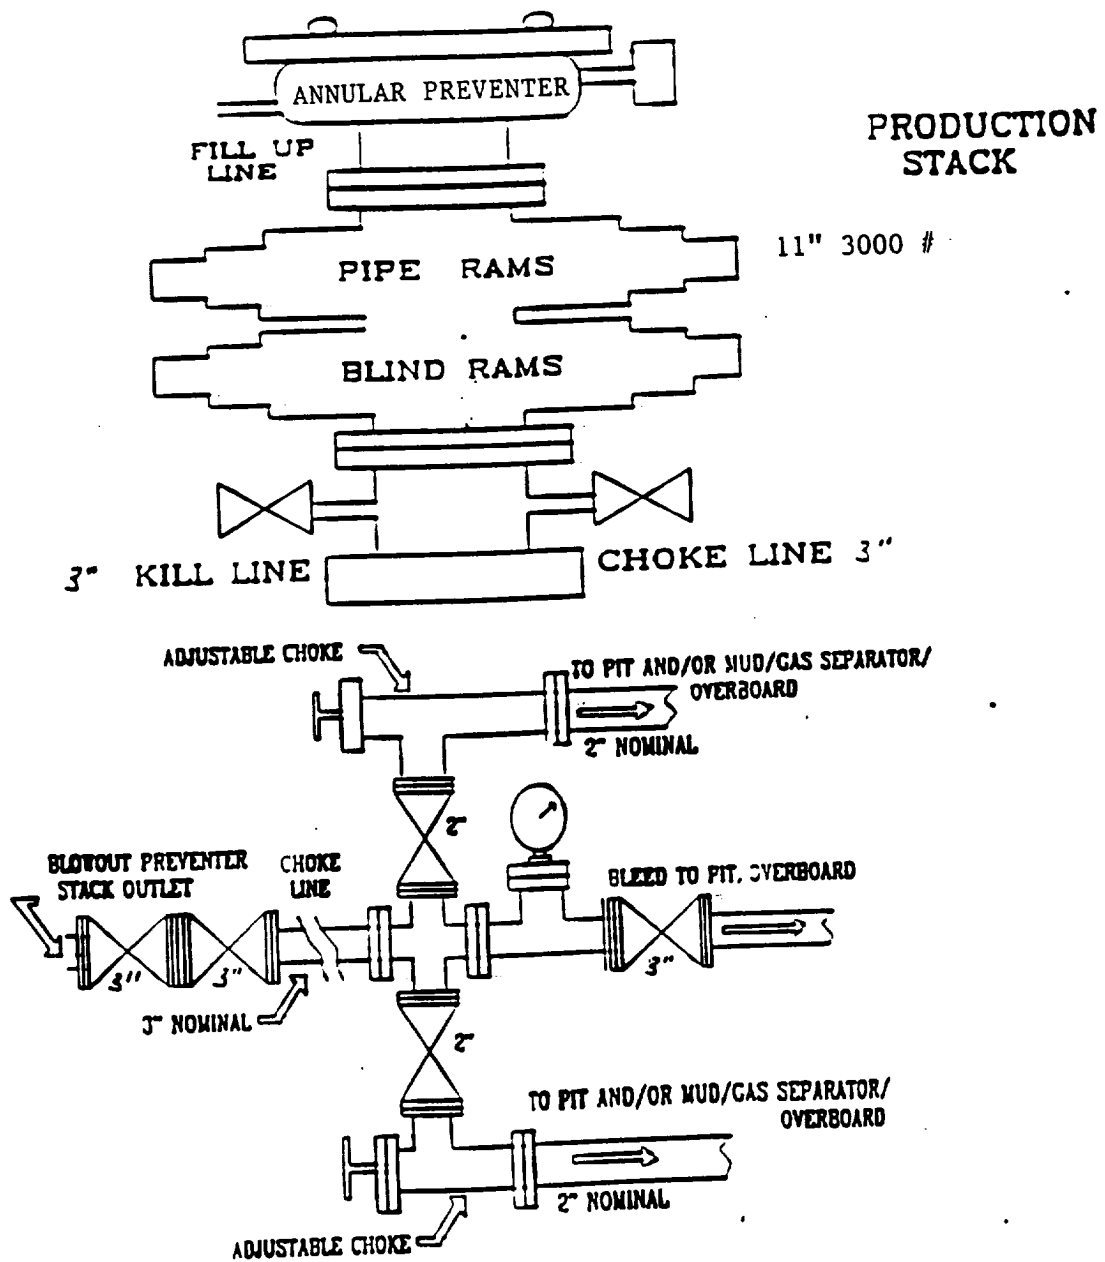 ANNULAR PREVENTER
PRODUCTION
STACK
FILL UP
LINE
11" 3000 #
PIPE RAMS
BLIND RAMS
3" KILL LINE
CHOKE LINE 3"
ADJUSTABLE CHOKE
TO PIT AND/OR MUD/GAS SEPARATOR/
OVERBOARD
2" NOMINAL
2"
BLOWOUT PREVENTER
STACK OUTLET
CHOKE
LINE
BLEED TO PIT, OVERBOARD
3"
3"
3"
3" NOMINAL
2"
TO PIT AND/OR MUD/GAS SEPARATOR/
OVERBOARD
2" NOMINAL
ADJUSTABLE CHOKE